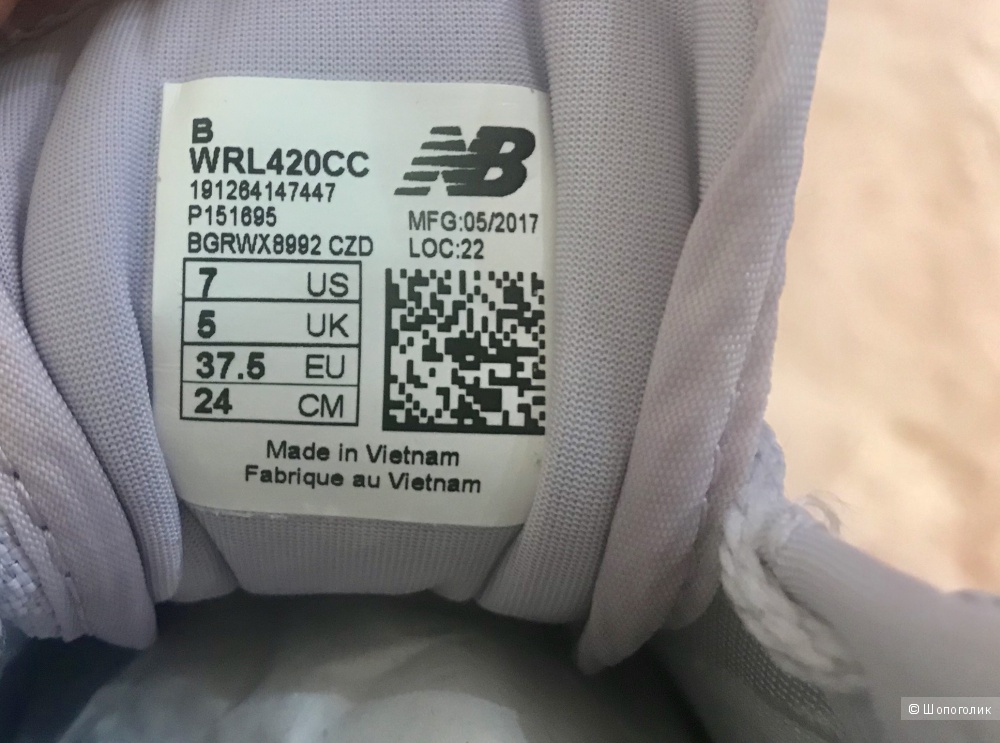 B
WRL420CC
191264147447
P151695
BGRWX8992 CZD
NB
MFG:05/2017
LOC:22
7 US
5 UK
37.5 EU
24 CM
Made in Vietnam
Fabrique au Vietnam
© Шопоголик